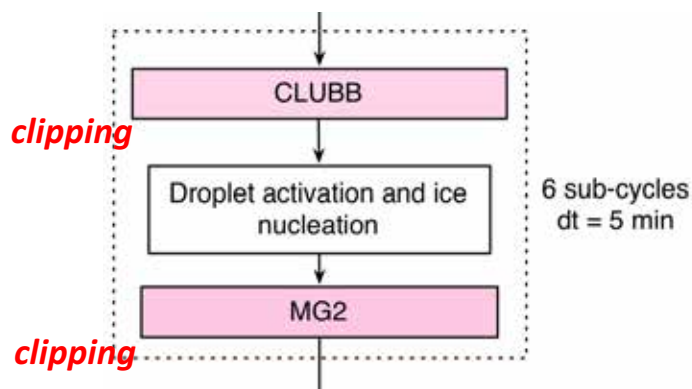 CLUBB
clipping
Droplet activation and ice
nucleation
6 sub-cycles
dt = 5 min
MG2
clipping